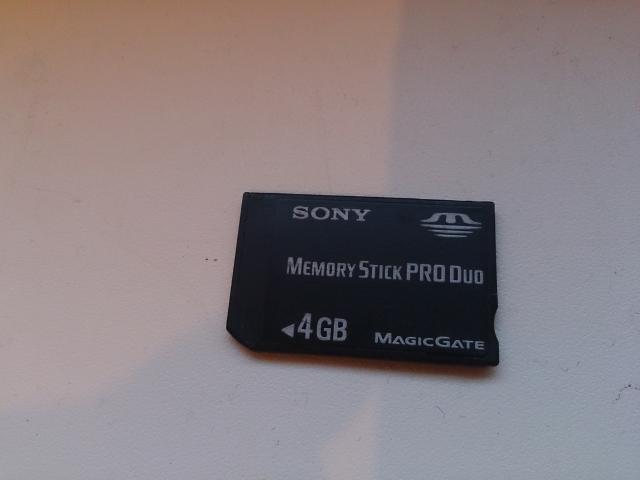 SONY
MEMORY STICK PRO DUO
4GB
MAGICGATE